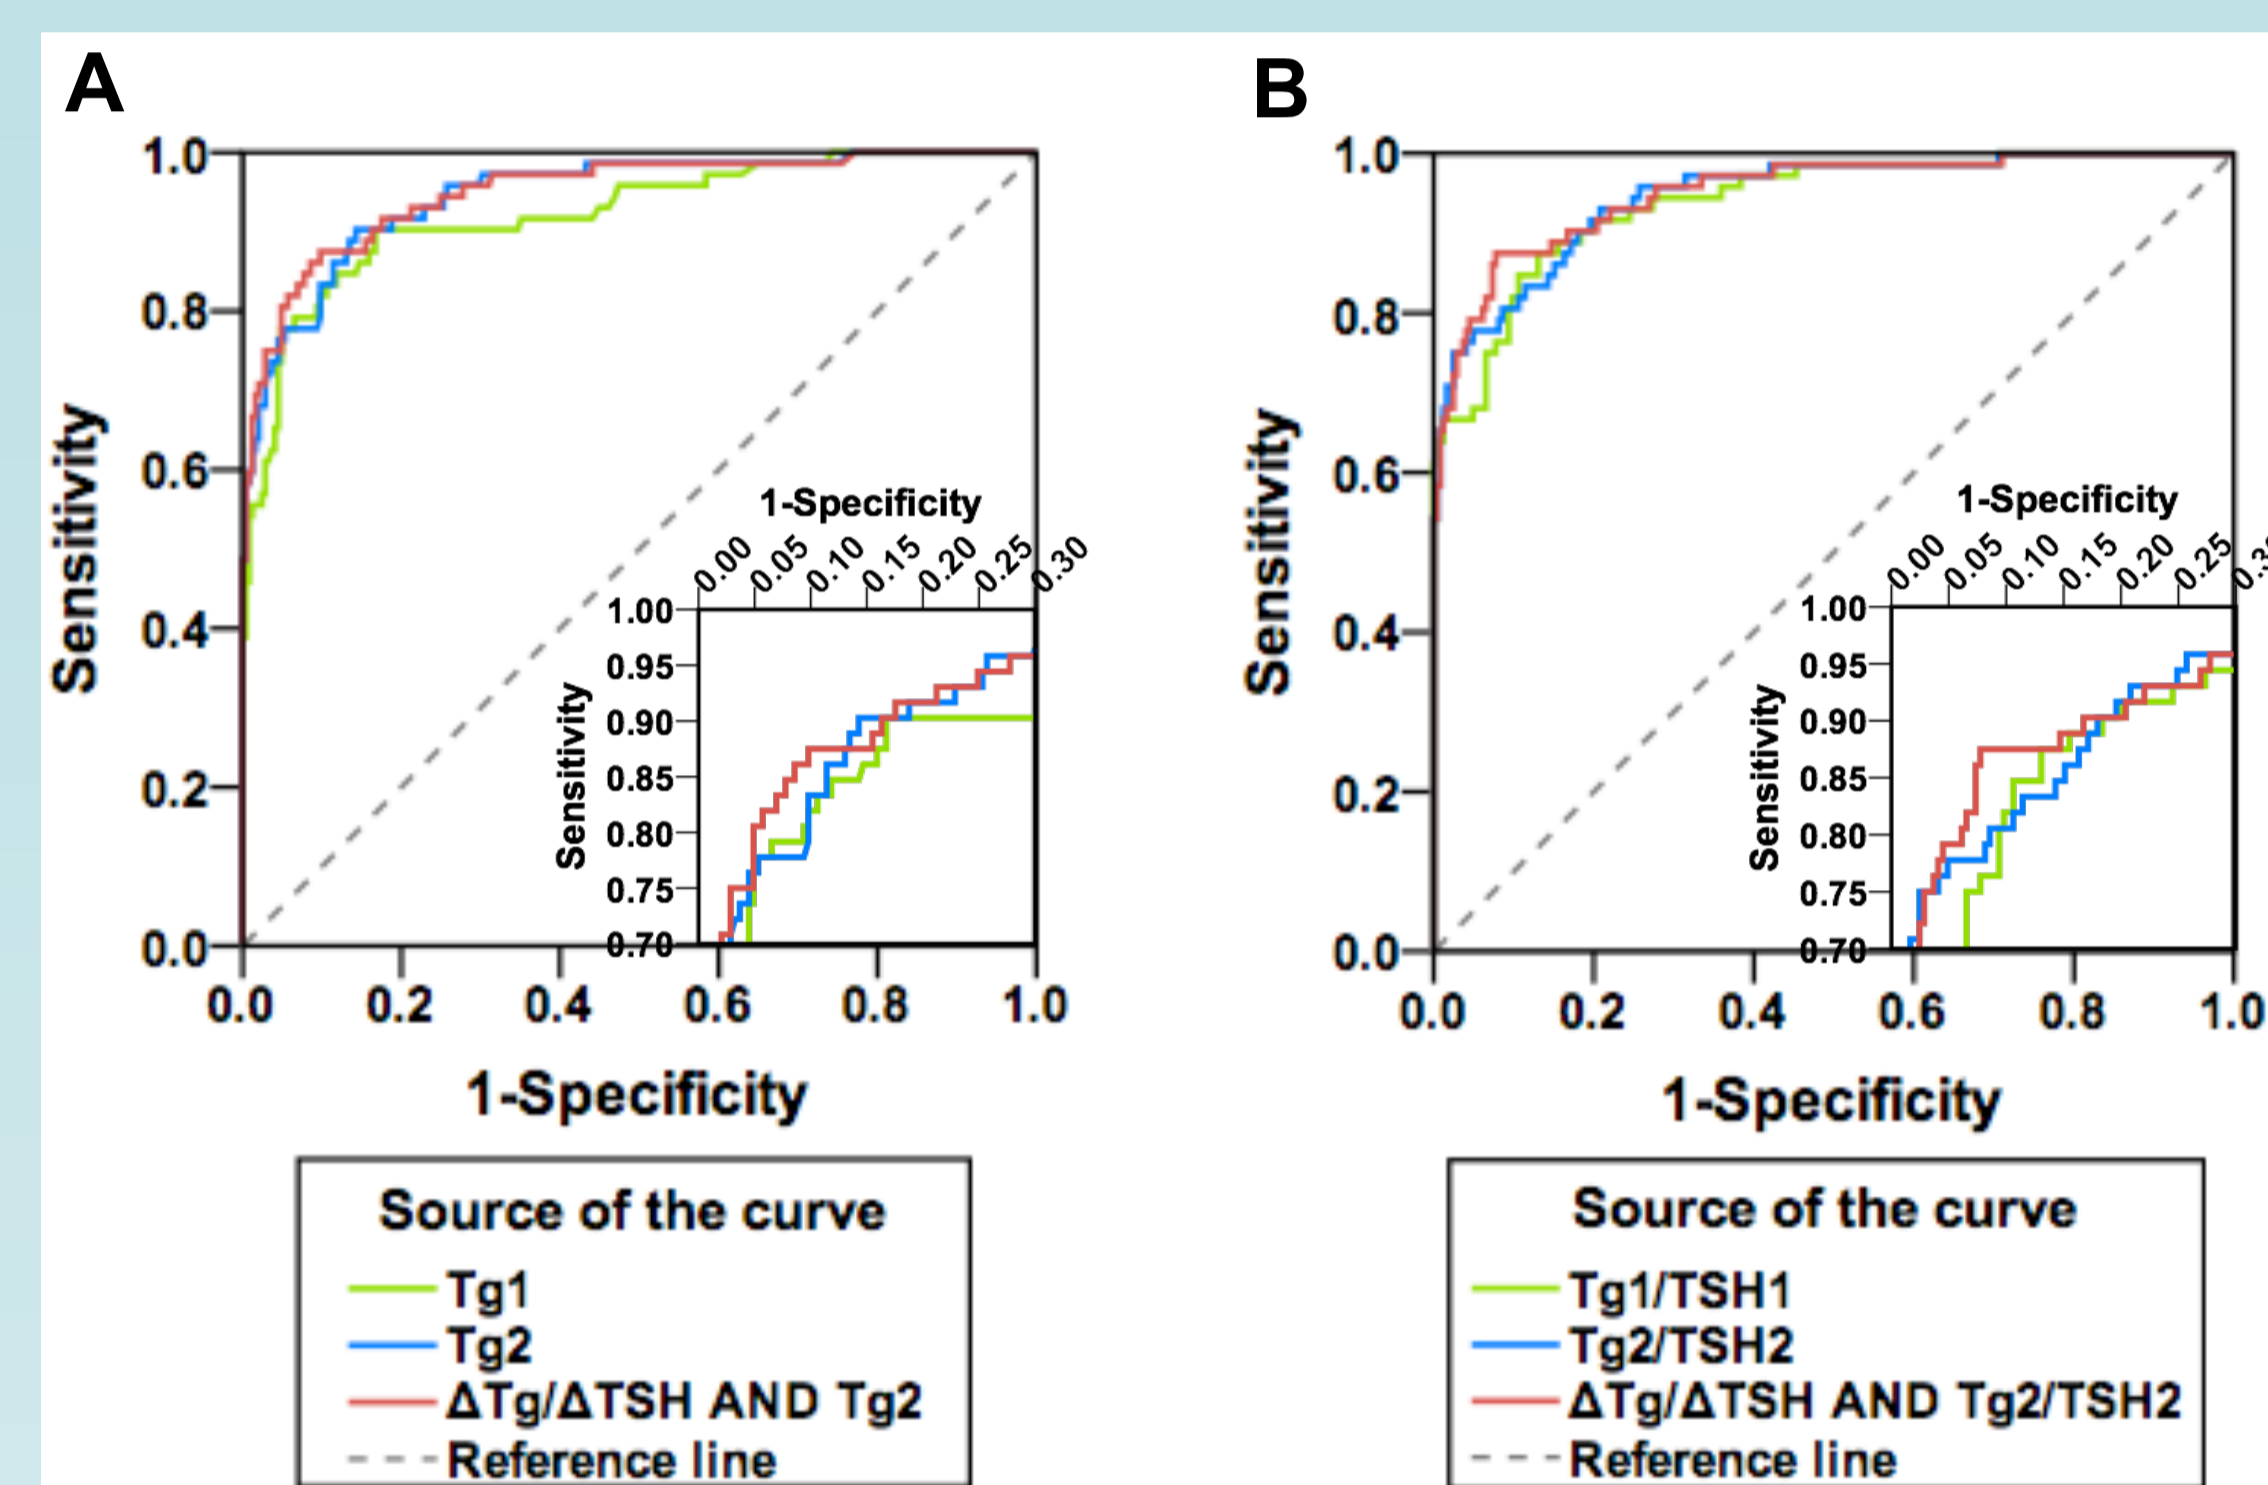 A
1.0
0.8
0.6
0.4
0.2
0.0
Sensitivity
0.0 0.2 0.4 0.6 0.8 1.0
1-Specificity
1-Specificity
0.00 0.05 0.10 0.15 0.20 0.25 0.30
1.00
0.95
0.90
0.85
0.80
0.75
0.70
Sensitivity
Source of the curve
Tg1
Tg2
ΔTg/ΔTSH AND Tg2
Reference line
B
1.0
0.8
0.6
0.4
0.2
0.0
Sensitivity
0.0 0.2 0.4 0.6 0.8 1.0
1-Specificity
1-Specificity
0.00 0.05 0.10 0.15 0.20 0.25
1.00
0.95
0.90
0.85
0.80
0.75
0.70
Sensitivity
Source of the curve
Tg1/TSH1
Tg2/TSH2
ΔTg/ΔTSH AND Tg2/TSH2
Reference line